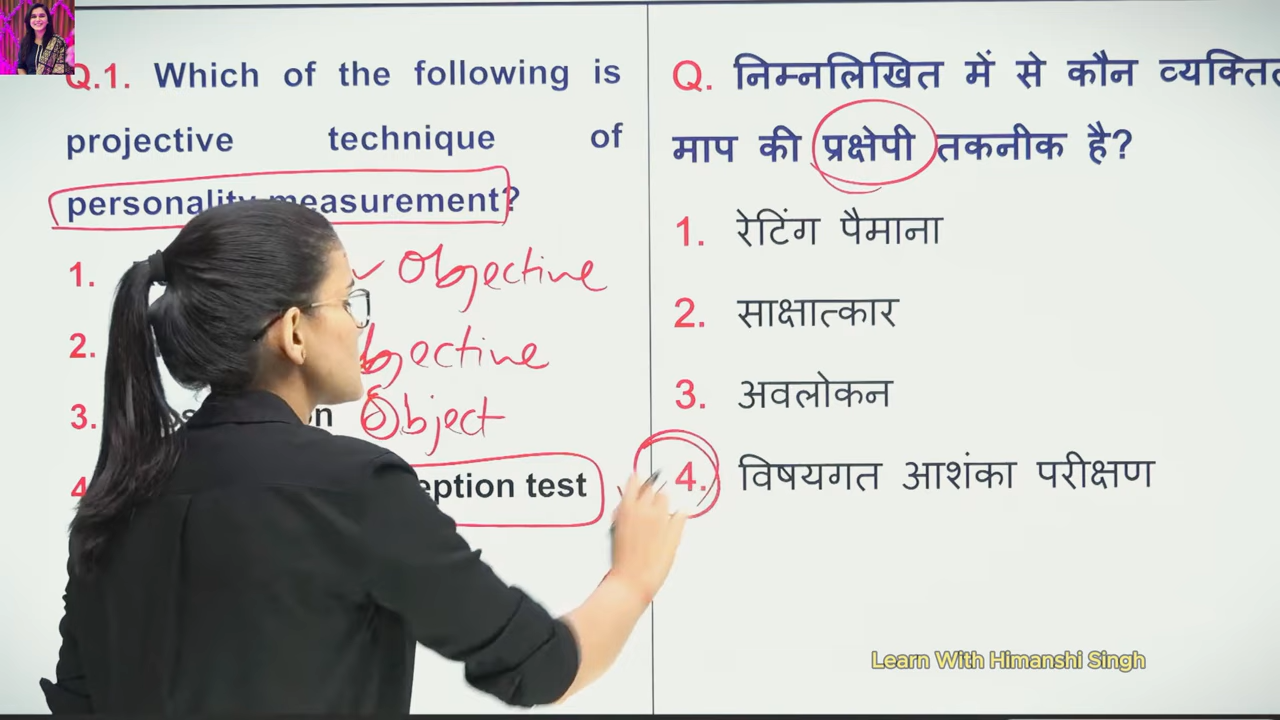 Q.1. Which of the following is
projective technique of
personality measurement?
1. Objective
2. bjective
3. n Object
4 eption test
Q. निम्नलिखित में से कौन व्यक्तित
माप की प्रक्षेपी तकनीक है?
1. रेटिंग पैमाना
2. साक्षात्कार
3. अवलोकन
4. विषयगत आशंका परीक्षण
Learn With Himanshi Singh